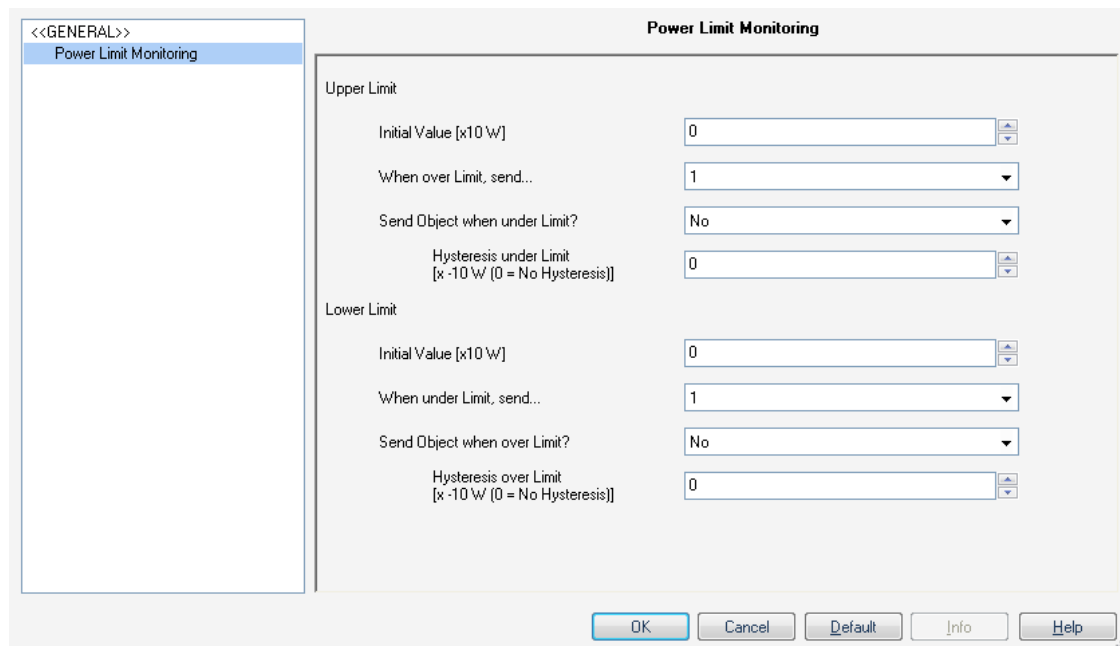 <<GENERAL>>
Power Limit Monitoring
Power Limit Monitoring
Upper Limit
Initial Value [x10 W]
0
When over Limit, send...
1
Send Object when under Limit?
No
Hysteresis under Limit
[x -10 W (0 = No Hysteresis)]
0
Lower Limit
Initial Value [x10 W]
0
When under Limit, send...
1
Send Object when over Limit?
No
Hysteresis over Limit
[x -10 W (0 = No Hysteresis)]
0
OK
Cancel
Default
Info
Help